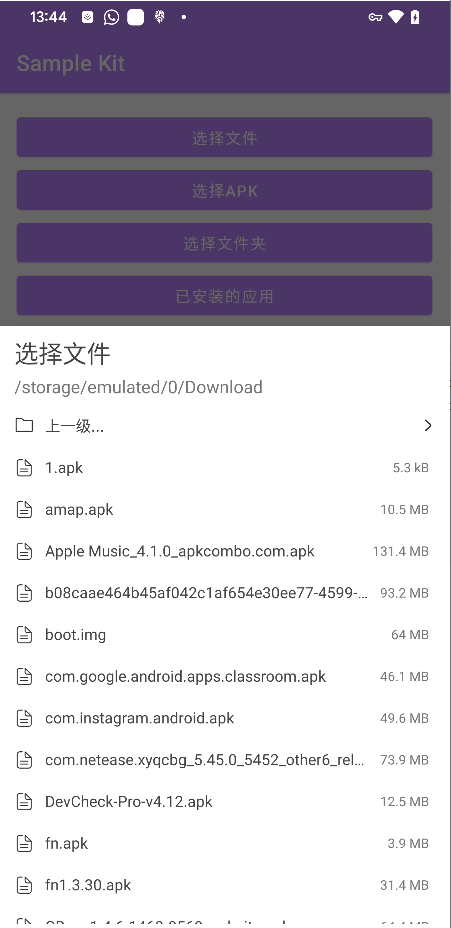 13:44
Sample Kit
选择文件
选择APK
选择文件夹
已安装的应用
选择文件
/storage/emulated/0/Download
上一级...
1.apk 5.3 kB
amap.apk 10.5 MB
Apple Music_4.1.0_apkcombo.com.apk 131.4 MB
b08caae464b45af042c1af654e30ee77-4599-... 93.2 MB
boot.img 64 MB
com.google.android.apps.classroom.apk 46.1 MB
com.instagram.android.apk 49.6 MB
com.netease.xyqcbg_5.45.0_5452_other6_rel... 73.9 MB
DevCheck-Pro-v4.12.apk 12.5 MB
fn.apk 3.9 MB
fn1.3.30.apk 31.4 MB